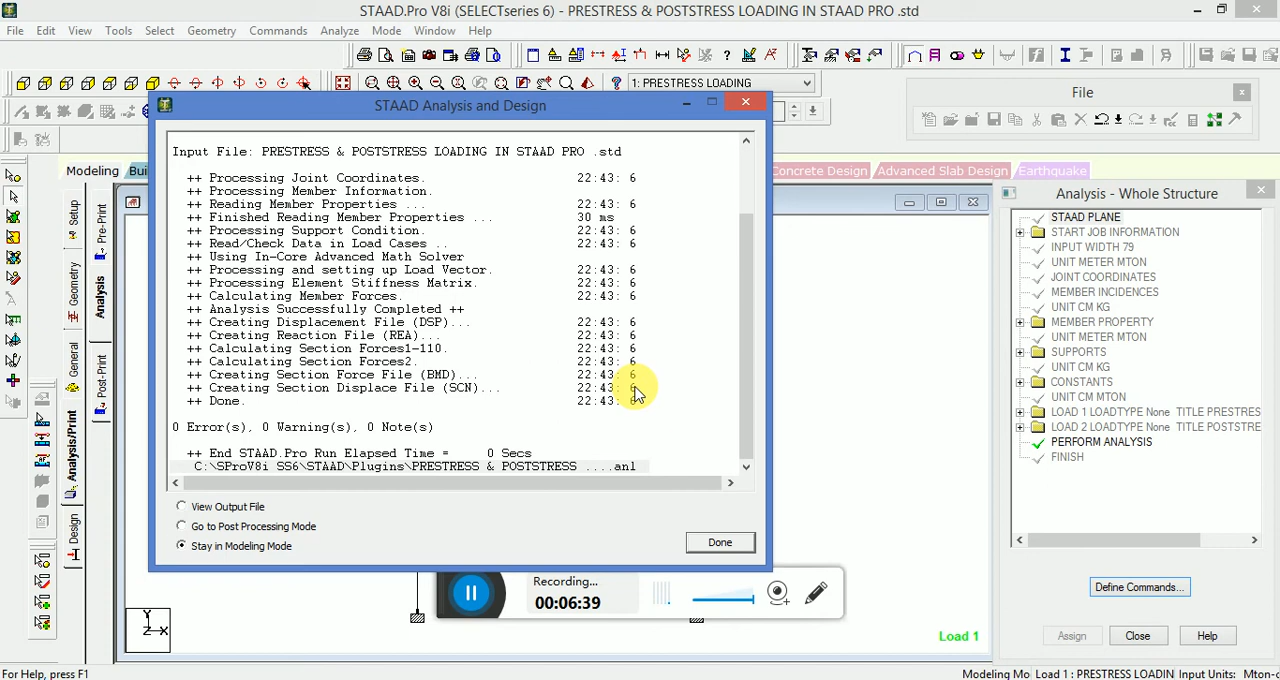 STAAD.Pro V8i (SELECTseries 6) - PRESTRESS & POSTSTRESS LOADING IN STAAD PRO .std
File Edit View Tools Select Geometry Commands Analyze Mode Window Help
1: PRESTRESS LOADING
File
STAAD Analysis and Design
Modeling Bui
Concrete Design Advanced Slab Design Earthquake
Input File: PRESTRESS & POSTSTRESS LOADING IN STAAD PRO .std
++ Processing Joint Coordinates. 22:43: 6
++ Processing Member Information.
++ Reading Member Properties ... 22:43: 6
++ Finished Reading Member Properties ... 30 ms
++ Processing Support Condition. 22:43: 6
++ Read/Check Data in Load Cases .. 22:43: 6
++ Using In-Core Advanced Math Solver
++ Processing and setting up Load Vector. 22:43: 6
++ Processing Element Stiffness Matrix. 22:43: 6
++ Calculating Member Forces. 22:43: 6
++ Analysis Successfully Completed ++
++ Creating Displacement File (DSP)... 22:43: 6
++ Creating Reaction File (REA)... 22:43: 6
++ Calculating Section Forces1-110. 22:43: 6
++ Calculating Section Forces2. 22:43: 6
++ Creating Section Force File (BMD)... 22:43: 6
++ Creating Section Displace File (SCN)... 22:43: 6
++ Done. 22:43: 6
0 Error(s), 0 Warning(s), 0 Note(s)
++ End STAAD.Pro Run Elapsed Time = 0 Secs
C:\SProV8i SS6\STAAD\Plugins\PRESTRESS & POSTSTRESS ....anl
View Output File
Go to Post Processing Mode
Stay in Modeling Mode
Done
Setup
Geometry
General
Analysis/Print
Design
Pre-Print
Analysis
Post-Print
Analysis - Whole Structure
STAAD PLANE
START JOB INFORMATION
INPUT WIDTH 79
UNIT METER MTON
JOINT COORDINATES
MEMBER INCIDENCES
UNIT CM KG
MEMBER PROPERTY
UNIT METER MTON
SUPPORTS
UNIT CM KG
CONSTANTS
UNIT CM MTON
LOAD 1 LOADTYPE None TITLE PRESTRES
LOAD 2 LOADTYPE None TITLE POSTSTRE
PERFORM ANALYSIS
FINISH
Define Commands...
Assign Close Help
Recording...
00:06:39
Y
Z X
Load 1
For Help, press F1
Modeling Mo Load 1 : PRESTRESS LOADIN Input Units: Mton-c